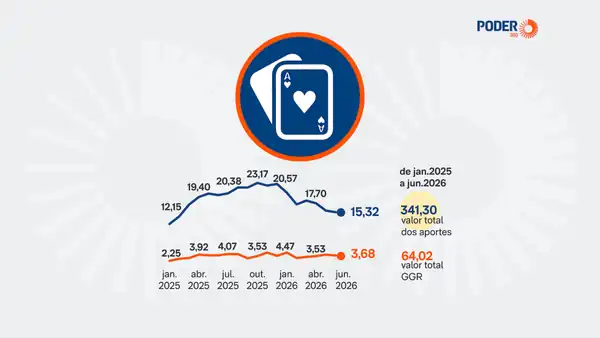 PODER
360
A
A
de jan.2025
a jun.2026
12,15
19,40
20,38
23,17
20,57
17,70
15,32
341,30
valor total
dos aportes
2,25
3,92
4,07
3,53
4,47
3,53
3,68
64,02
valor total
GGR
jan.
2025
abr.
2025
jul.
2025
out.
2025
jan.
2026
abr.
2026
jun.
2026